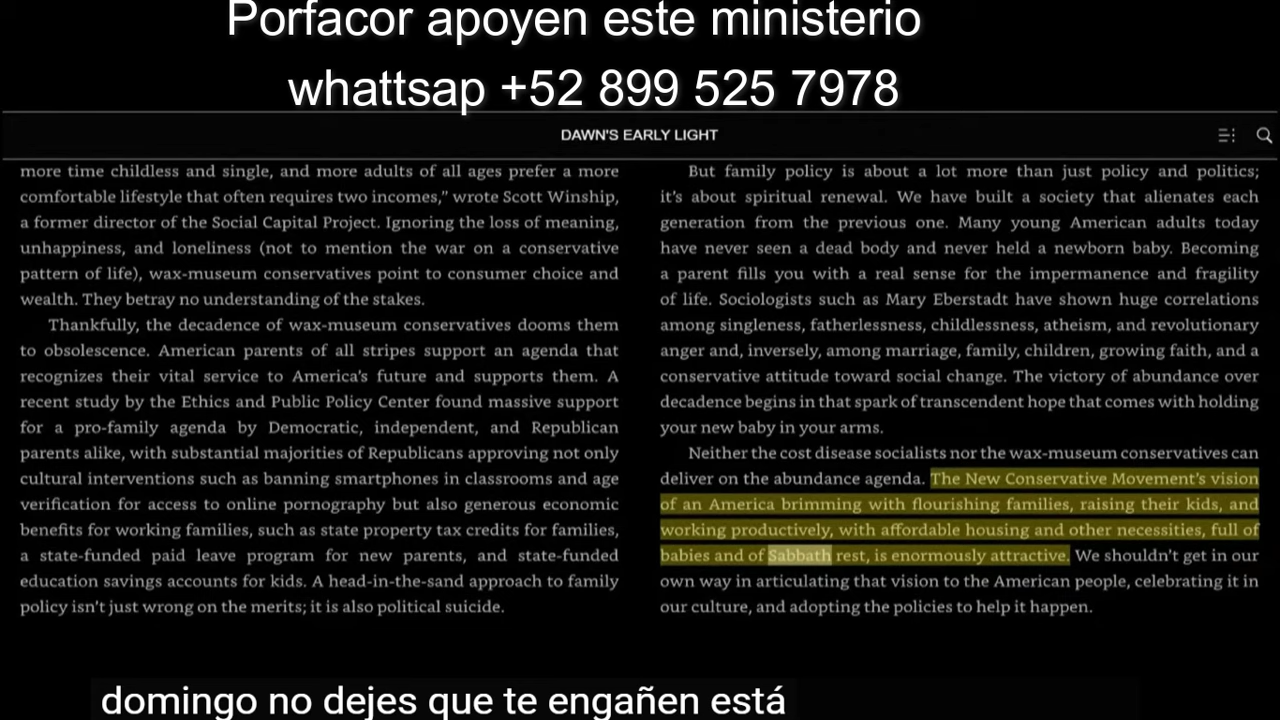 Porfacor apoyen este ministerio
whattsap +52 899 525 7978
DAWN'S EARLY LIGHT
more time childless and single, and more adults of all ages prefer a more
comfortable lifestyle that often requires two incomes,” wrote Scott Winship,
a former director of the Social Capital Project. Ignoring the loss of meaning,
unhappiness, and loneliness (not to mention the war on a conservative
pattern of life), wax-museum conservatives point to consumer choice and
wealth. They betray no understanding of the stakes.
Thankfully, the decadence of wax-museum conservatives dooms them
to obsolescence. American parents of all stripes support an agenda that
recognizes their vital service to America’s future and supports them. A
recent study by the Ethics and Public Policy Center found massive support
for a pro-family agenda by Democratic, independent, and Republican
parents alike, with substantial majorities of Republicans approving not only
cultural interventions such as banning smartphones in classrooms and age
verification for access to online pornography but also generous economic
benefits for working families, such as state property tax credits for families,
a state-funded paid leave program for new parents, and state-funded
education savings accounts for kids. A head-in-the-sand approach to family
policy isn’t just wrong on the merits; it is also political suicide.
But family policy is about a lot more than just policy and politics;
it’s about spiritual renewal. We have built a society that alienates each
generation from the previous one. Many young American adults today
have never seen a dead body and never held a newborn baby. Becoming
a parent fills you with a real sense for the impermanence and fragility
of life. Sociologists such as Mary Eberstadt have shown huge correlations
among singleness, fatherlessness, childlessness, atheism, and revolutionary
anger and, inversely, among marriage, family, children, growing faith, and a
conservative attitude toward social change. The victory of abundance over
decadence begins in that spark of transcendent hope that comes with holding
your new baby in your arms.
Neither the cost disease socialists nor the wax-museum conservatives can
deliver on the abundance agenda. The New Conservative Movement’s vision
of an America brimming with flourishing families, raising their kids, and
working productively, with affordable housing and other necessities, full of
babies and of Sabbath rest, is enormously attractive. We shouldn’t get in our
own way in articulating that vision to the American people, celebrating it in
our culture, and adopting the policies to help it happen.
domingo no dejes que te engañen está